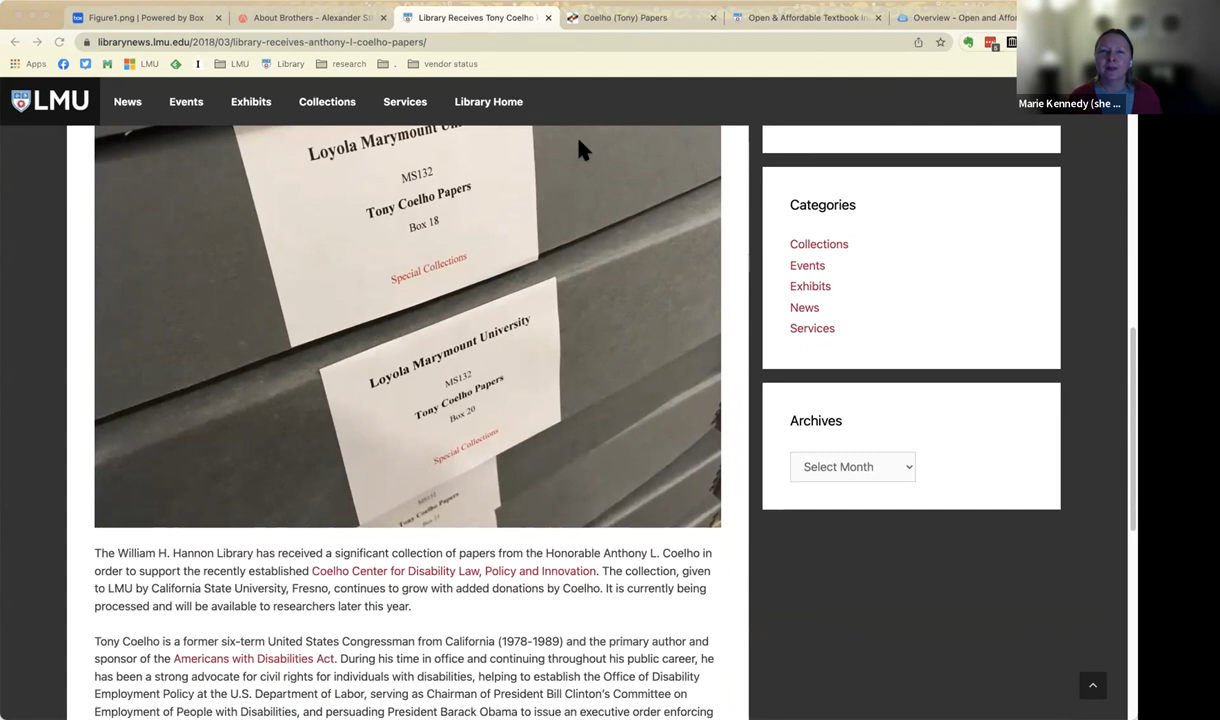 Figure1.png | Powered by Box
About Brothers - Alexander St
Library Receives Tony Coelho
Coelho (Tony) Papers
Open & Affordable Textbook In
Overview - Open and Affo
librarynews.lmu.edu/2018/03/library-receives-anthony-l-coelho-papers/
Apps
LMU
LMU
Library
research
.
vendor status
Marie Kennedy (she ...
LMU
News
Events
Exhibits
Collections
Services
Library Home
Loyola Marymount
MS132
Tony Coelho Papers
Box 18
Special Collections
Loyola Marymount University
MS132
Tony Coelho Papers
Box 20
Special Collections
MS132
Tony Coelho Papers
Categories
Collections
Events
Exhibits
News
Services
Archives
Select Month
The William H. Hannon Library has received a significant collection of papers from the Honorable Anthony L. Coelho in
order to support the recently established Coelho Center for Disability Law, Policy and Innovation. The collection, given
to LMU by California State University, Fresno, continues to grow with added donations by Coelho. It is currently being
processed and will be available to researchers later this year.
Tony Coelho is a former six-term United States Congressman from California (1978-1989) and the primary author and
sponsor of the Americans with Disabilities Act. During his time in office and continuing throughout his public career, he
has been a strong advocate for civil rights for individuals with disabilities, helping to establish the Office of Disability
Employment Policy at the U.S. Department of Labor, serving as Chairman of President Bill Clinton's Committee on
Employment of People with Disabilities, and persuading President Barack Obama to issue an executive order enforcing